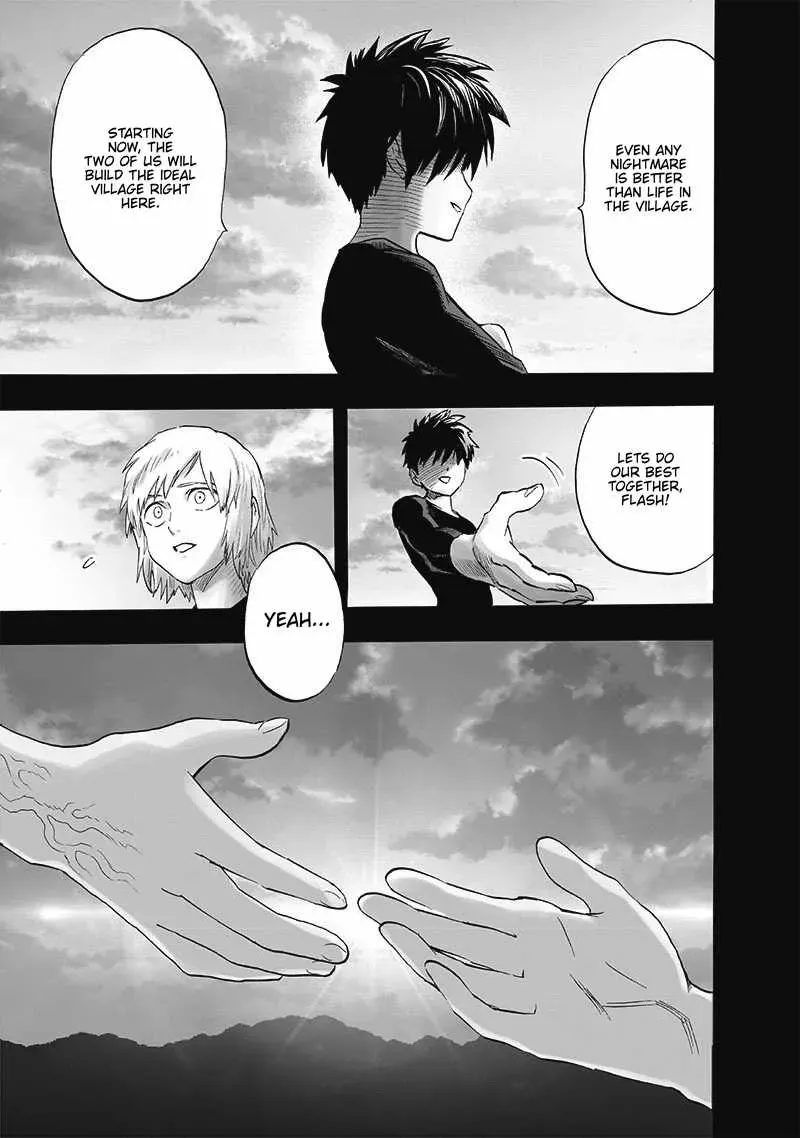 EVEN ANY
NIGHTMARE
IS BETTER
THAN LIFE IN
THE VILLAGE.
STARTING
NOW, THE
TWO OF US WILL
BUILD THE IDEAL
VILLAGE RIGHT
HERE.
LETS DO
OUR BEST
TOGETHER,
FLASH!
YEAH...